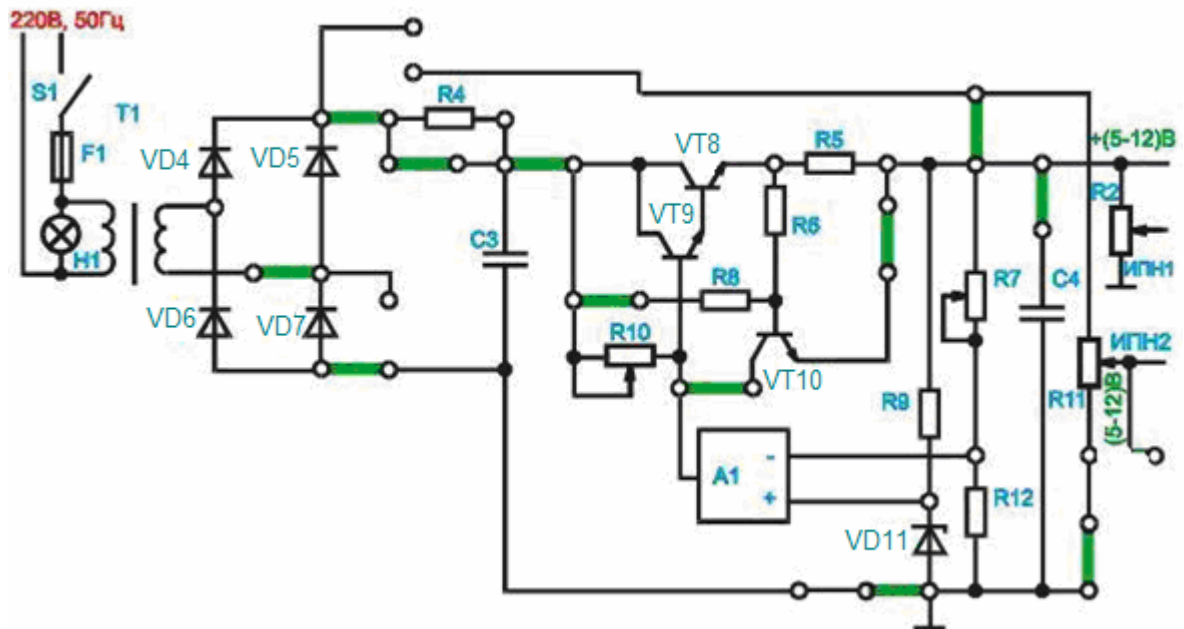 220В, 50Гц
S1
T1
F1
H1
VD4
VD5
VD6
VD7
R4
C3
VT8
VT9
R5
R6
R8
R10
VT10
A1
-
+
R9
VD11
R7
R12
C4
+(5-12)В
R2
ИПН1
ИПН2
R11
(5-12)В